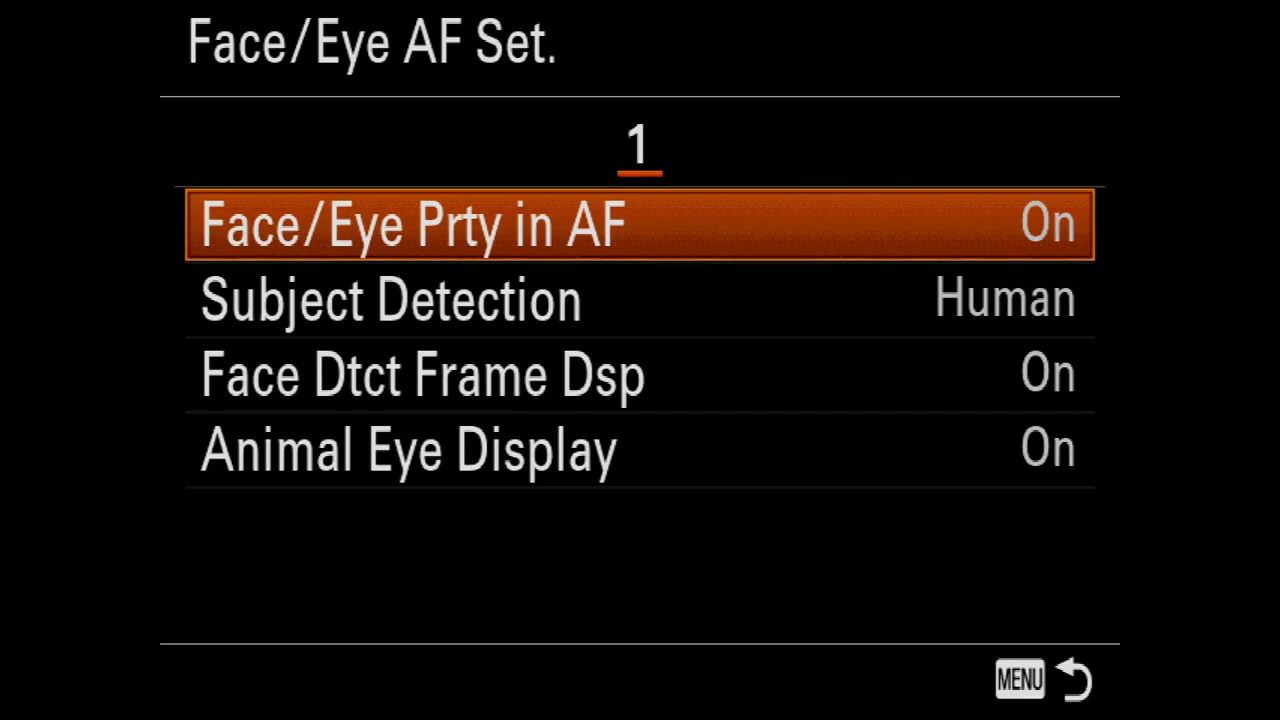 Face/Eye AF Set.
1
Face/Eye Prty in AF On
Subject Detection Human
Face Dtct Frame Dsp On
Animal Eye Display On
MENU